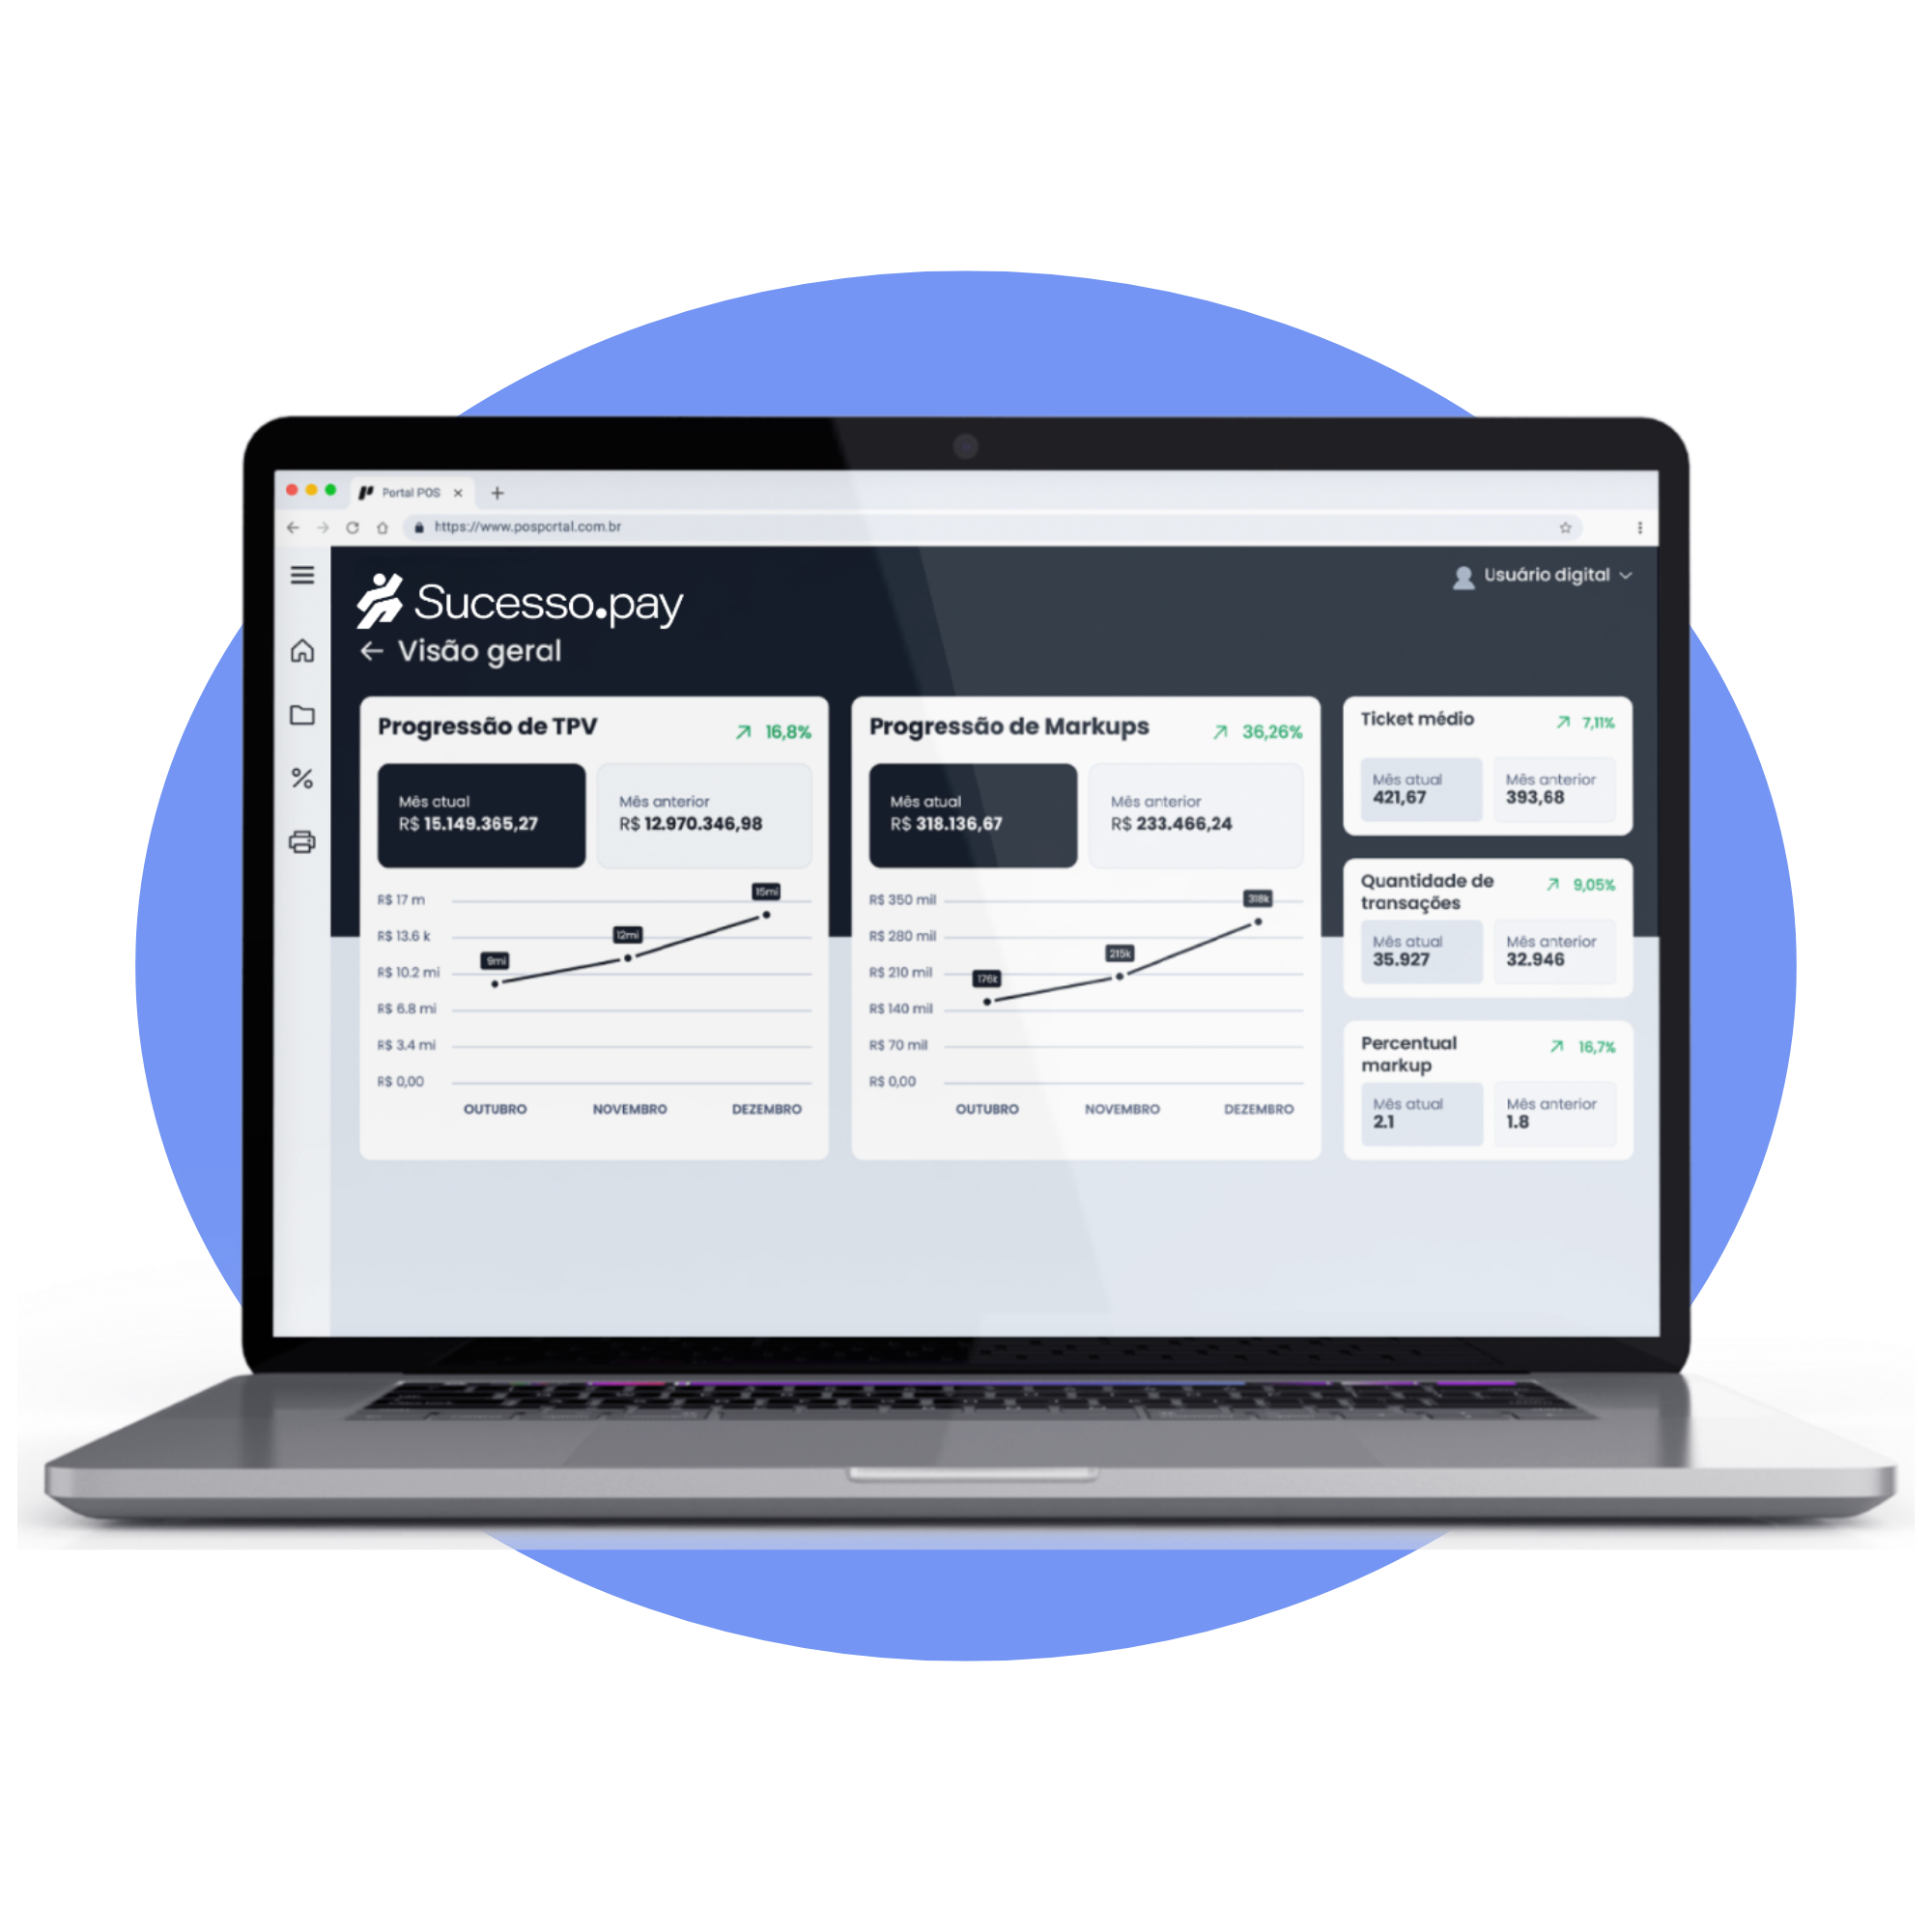 Portal POS
https://www.posportal.com.br
Usuário digital
Sucesso.pay
Visão geral
Progressão de TPV
16,8%
Mês atual
R$ 15.149.365,27
Mês anterior
R$ 12.970.346,98
R$ 17 m
R$ 13.6 k
R$ 10.2 mi
R$ 6.8 mi
R$ 3.4 mi
R$ 0,00
9mi
12mi
15mi
OUTUBRO
NOVEMBRO
DEZEMBRO
Progressão de Markups
36,26%
Mês atual
R$ 318.136,67
Mês anterior
R$ 233.466,24
R$ 350 mil
R$ 280 mil
R$ 210 mil
R$ 140 mil
R$ 70 mil
R$ 0,00
176k
215k
318k
OUTUBRO
NOVEMBRO
DEZEMBRO
Ticket médio
7,11%
Mês atual
421,67
Mês anterior
393,68
Quantidade de
transações
9,05%
Mês atual
35.927
Mês anterior
32.946
Percentual
markup
16,7%
Mês atual
2.1
Mês anterior
1.8